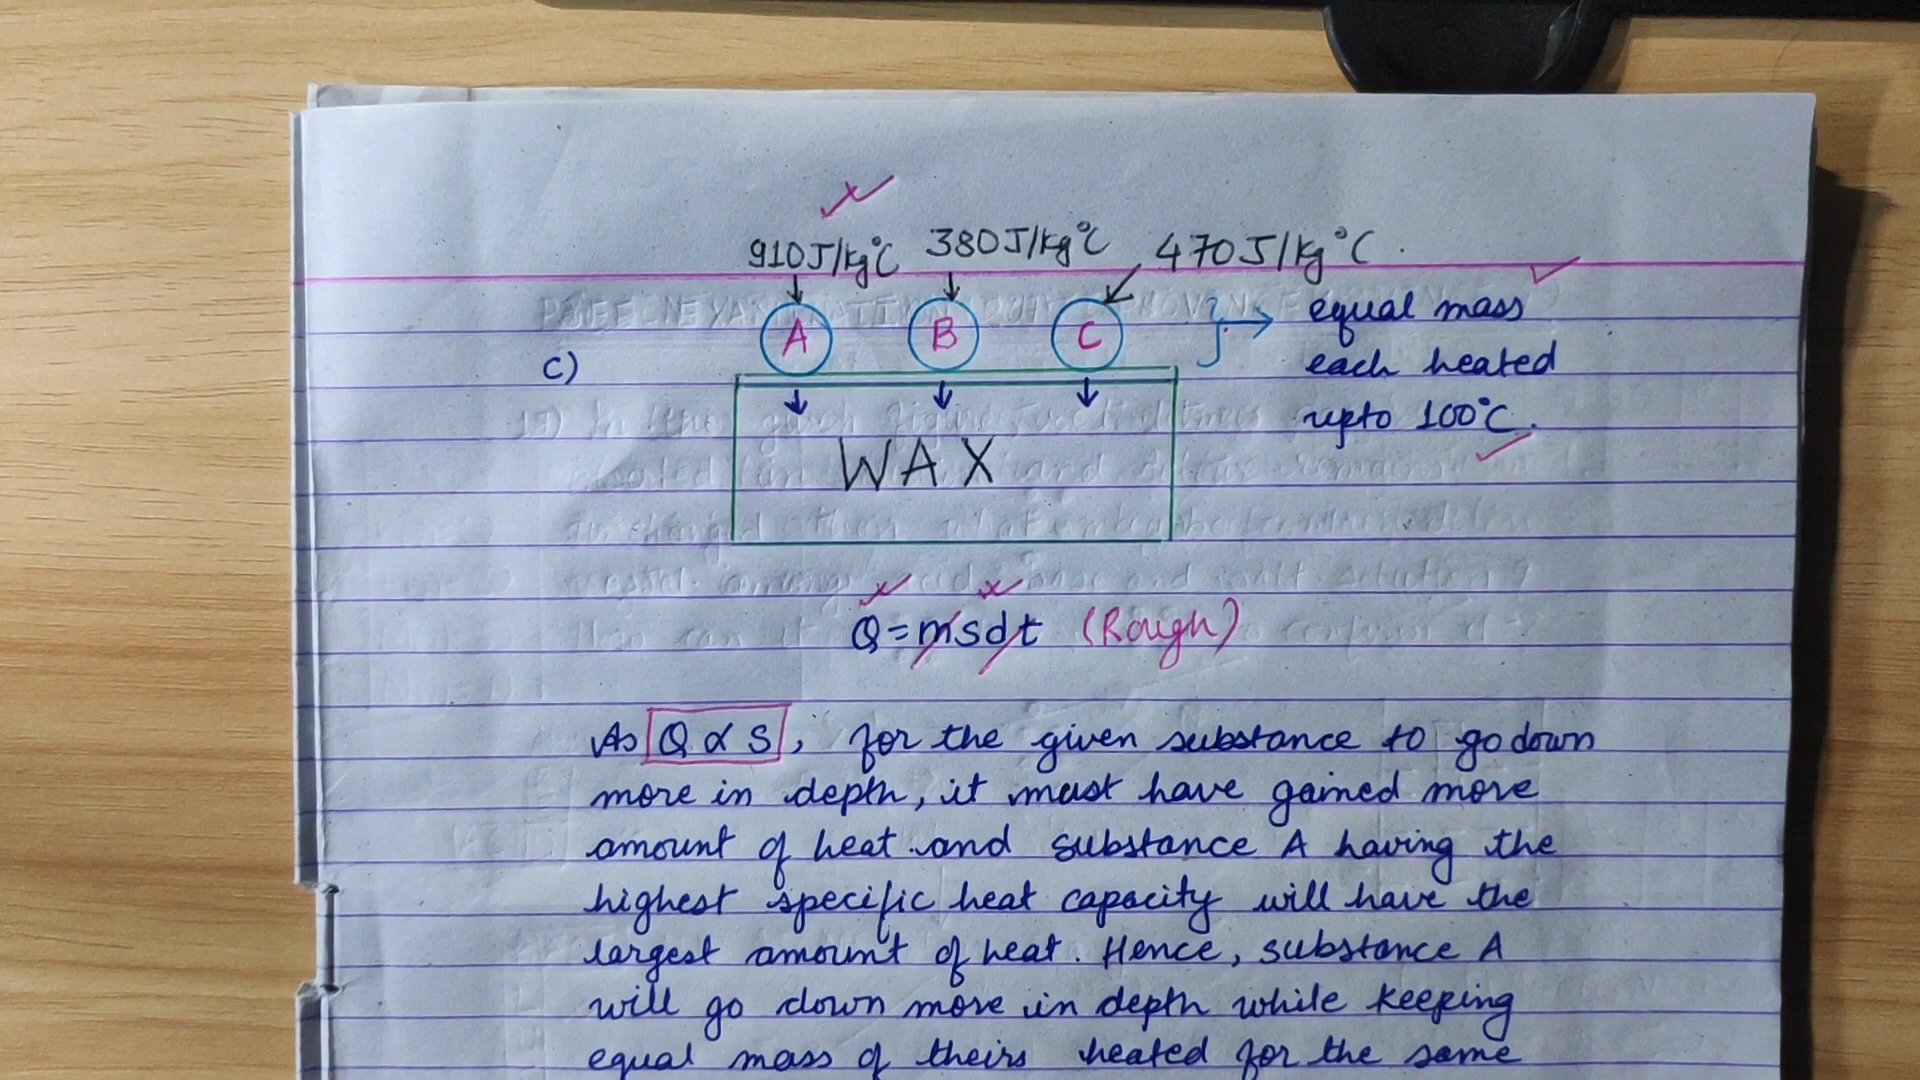 910J/kg°C 380J/kg°C 470J/kg°C.
A B C equal mass
c) each heated
upto 100°C.
WAX
Q=msdt (Rough)
As Q α S, for the given substance to go down
more in depth, it must have gained more
amount of heat and substance A having the
highest specific heat capacity will have the
largest amount of heat. Hence, substance A
will go down more in depth while keeping
equal mass of theirs heated for the same